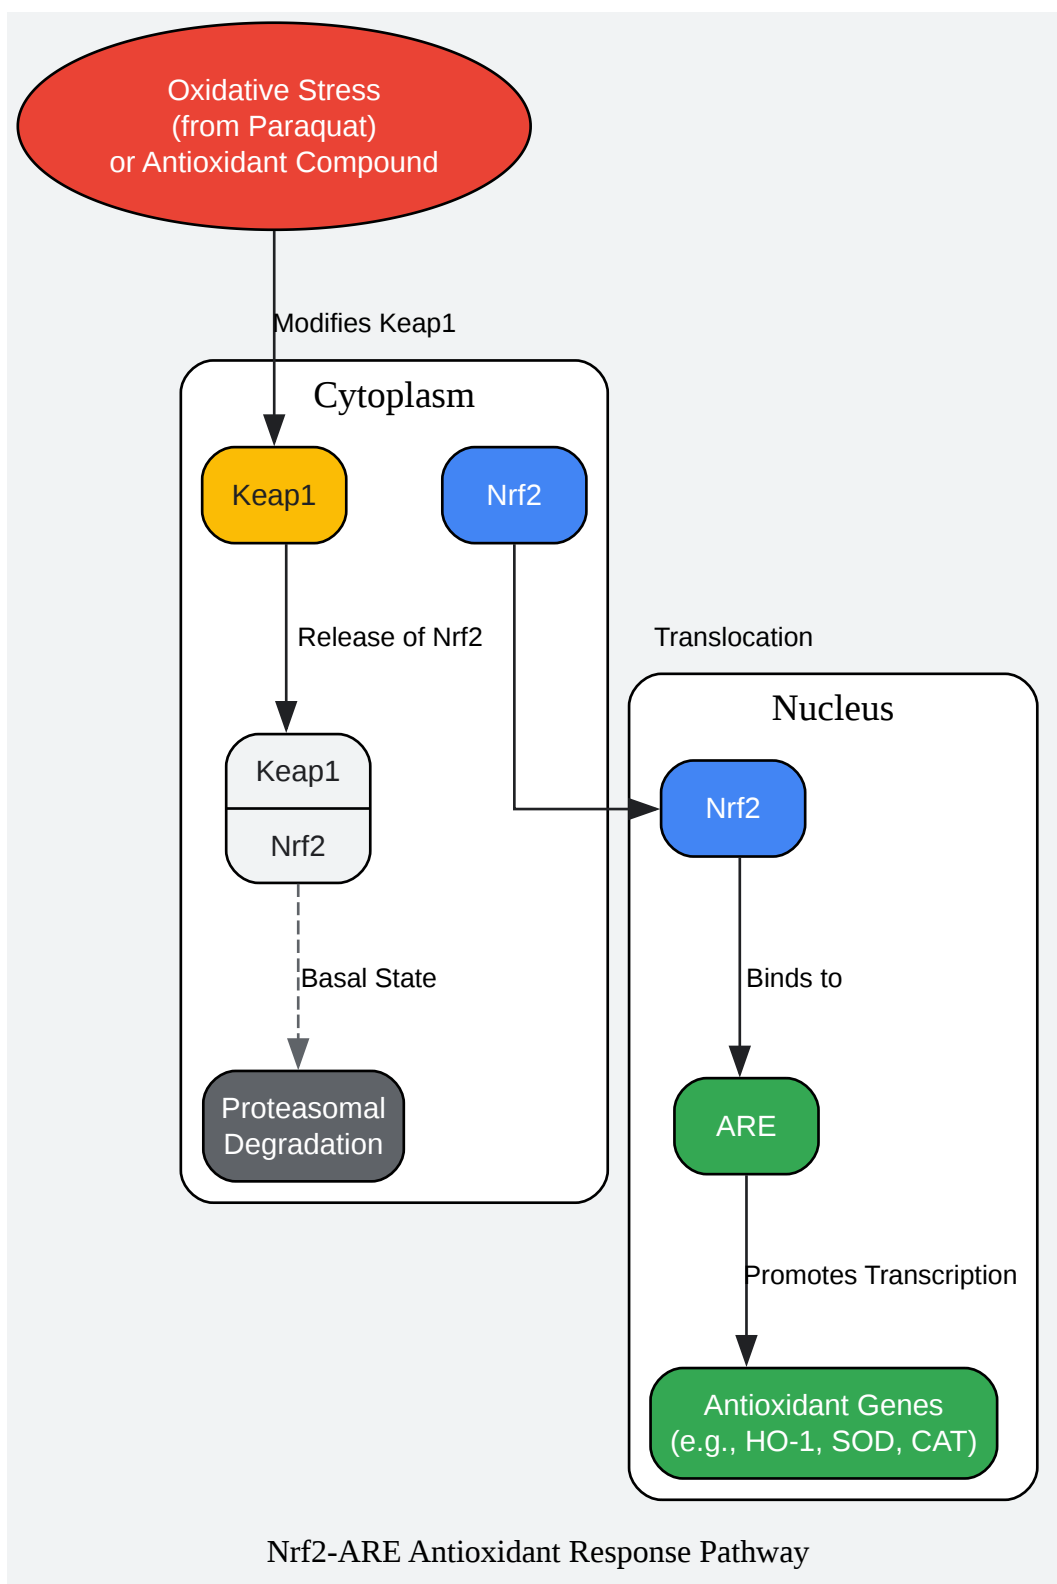 Oxidative Stress
(from Paraquat)
or Antioxidant Compound
Modifies Keap1
Cytoplasm
Keap1
Nrf2
Release of Nrf2
Translocation
Nucleus
Keap1
Nrf2
Nrf2
Basal State
Binds to
Proteasomal
Degradation
ARE
Promotes Transcription
Antioxidant Genes
(e.g., HO-1, SOD, CAT)
Nrf2-ARE Antioxidant Response Pathway